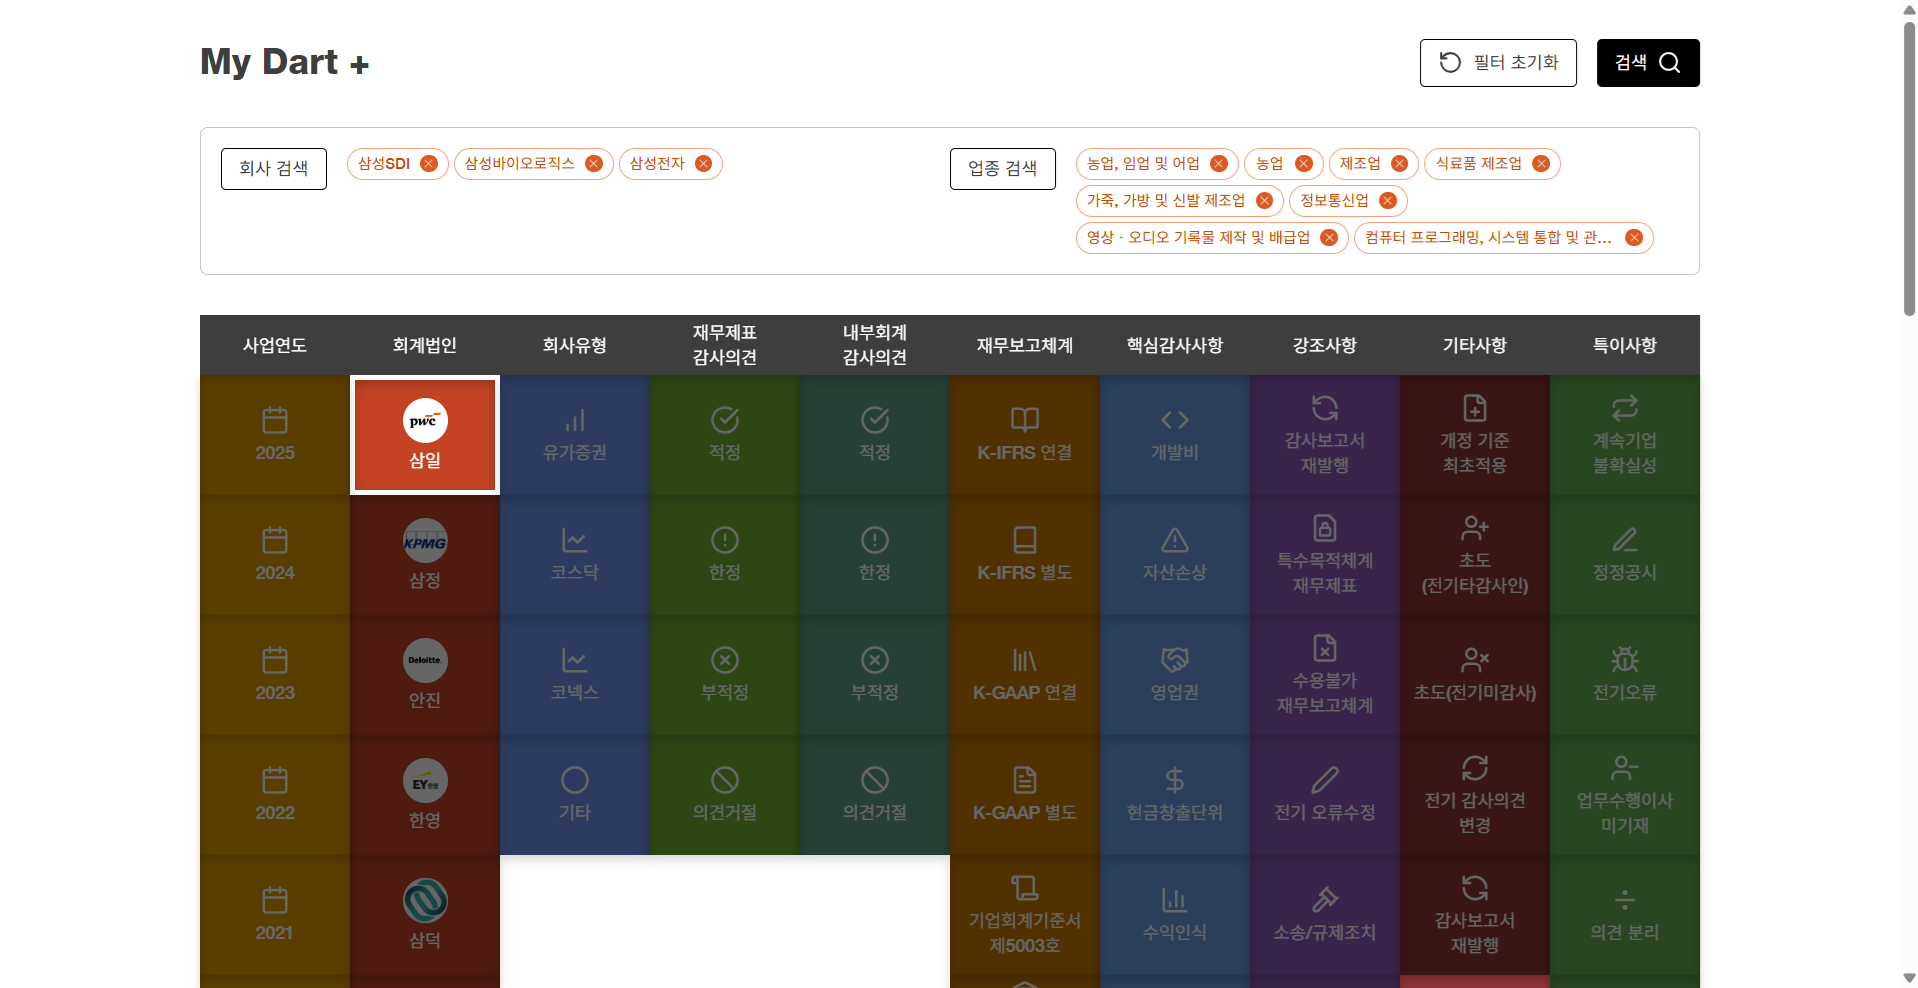 My Dart +
필터 초기화
검색
회사 검색
삼성SDI
삼성바이오로직스
삼성전자
업종 검색
농업, 임업 및 어업
농업
제조업
식료품 제조업
가죽, 가방 및 신발 제조업
정보통신업
영상 · 오디오 기록물 제작 및 배급업
컴퓨터 프로그래밍, 시스템 통합 및 관...
사업연도
회계법인
회사유형
재무제표
감사의견
내부회계
감사의견
재무보고체계
핵심감사사항
강조사항
기타사항
특이사항
2025
pwc
삼일
유가증권
적정
적정
K-IFRS 연결
개발비
감사보고서
재발행
개정 기준
최초적용
계속기업
불확실성
2024
KPMG
삼정
코스닥
한정
한정
K-IFRS 별도
자산손상
특수목적체계
재무제표
초도
(전기타감사인)
정정공시
2023
Deloitte.
안진
코넥스
부적정
부적정
K-GAAP 연결
영업권
수용불가
재무보고체계
초도(전기미감사)
전기오류
2022
EY한영
한영
기타
의견거절
의견거절
K-GAAP 별도
현금창출단위
전기 오류수정
전기 감사의견
변경
업무수행이사
미기재
2021
삼덕
기업회계기준서
제5003호
수익인식
소송/규제조치
감사보고서
재발행
의견 분리